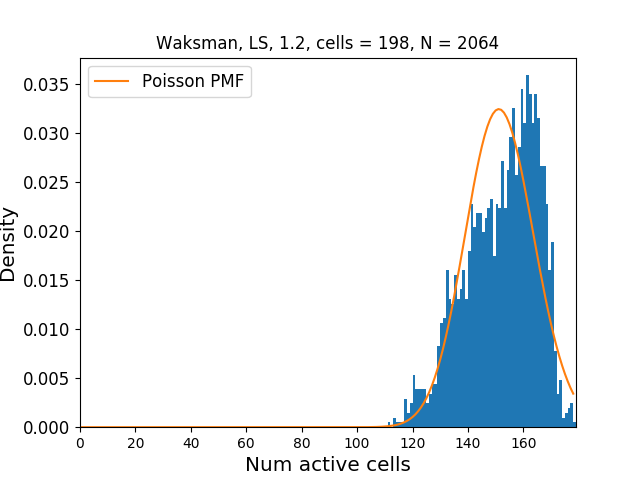 Waksman, LS, 1.2, cells = 198, N = 2064
Poisson PMF
0.035
0.030
0.025
0.020
0.015
0.010
0.005
0.000
Density
0 20 40 60 80 100 120 140 160
Num active cells